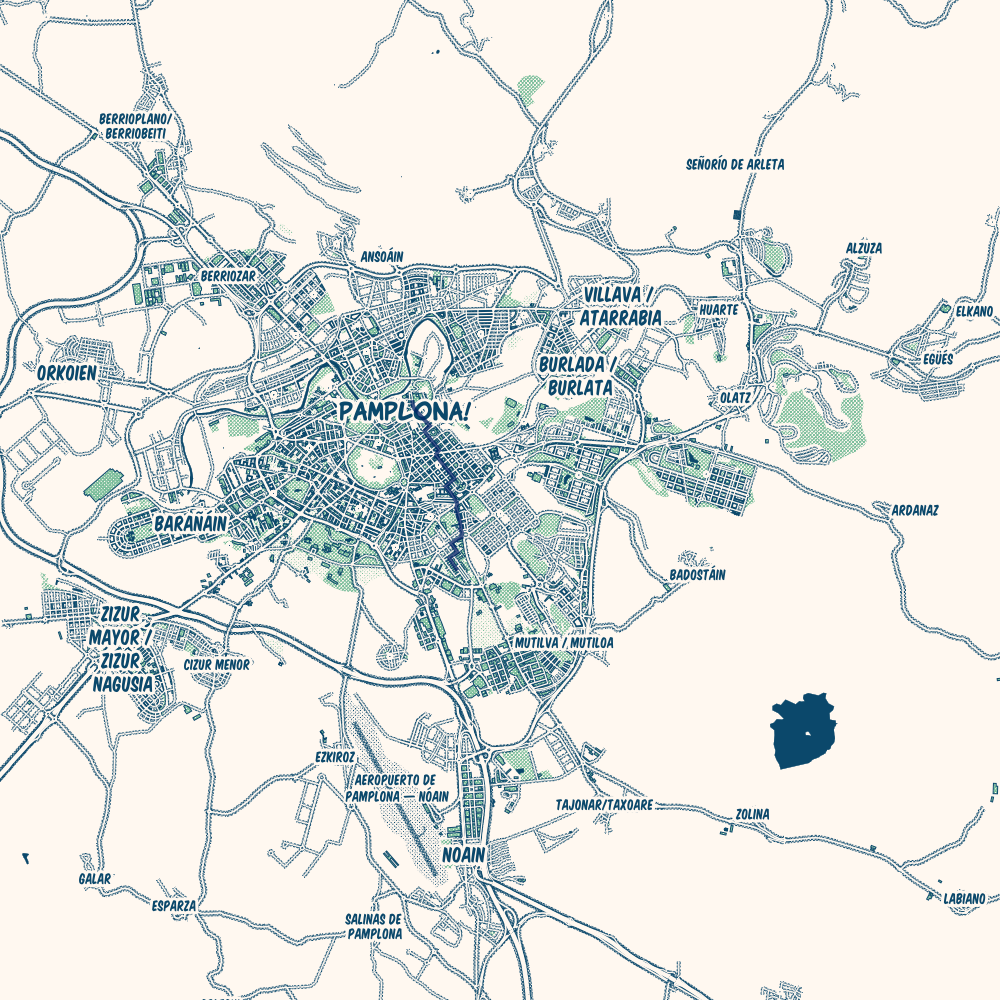 BERRIOPLANO/
BERRIOBEITI
SEÑORÍO DE ARLETA
ANSOÁIN
ALZUZA
BERRIOZAR
VILLAVA /
ATARRABIA
HUARTE
ELKANO
EGÜES
ORKOIEN
BURLADA /
BURLATA
OLATZ
PAMPLONA!
ARDANAZ
BARAÑÁIN
BADOSTÁIN
ZIZUR
MAYOR /
ZIZUR
NAGUSIA
MUTILVA / MUTILOA
CIZUR MENOR
EZKIROZ
AEROPUERTO DE
PAMPLONA — NÓAIN
TAJONAR/TAXOARE
ZOLINA
NOAIN
GALAR
ESPARZA
LABIANO
SALINAS DE
PAMPLONA